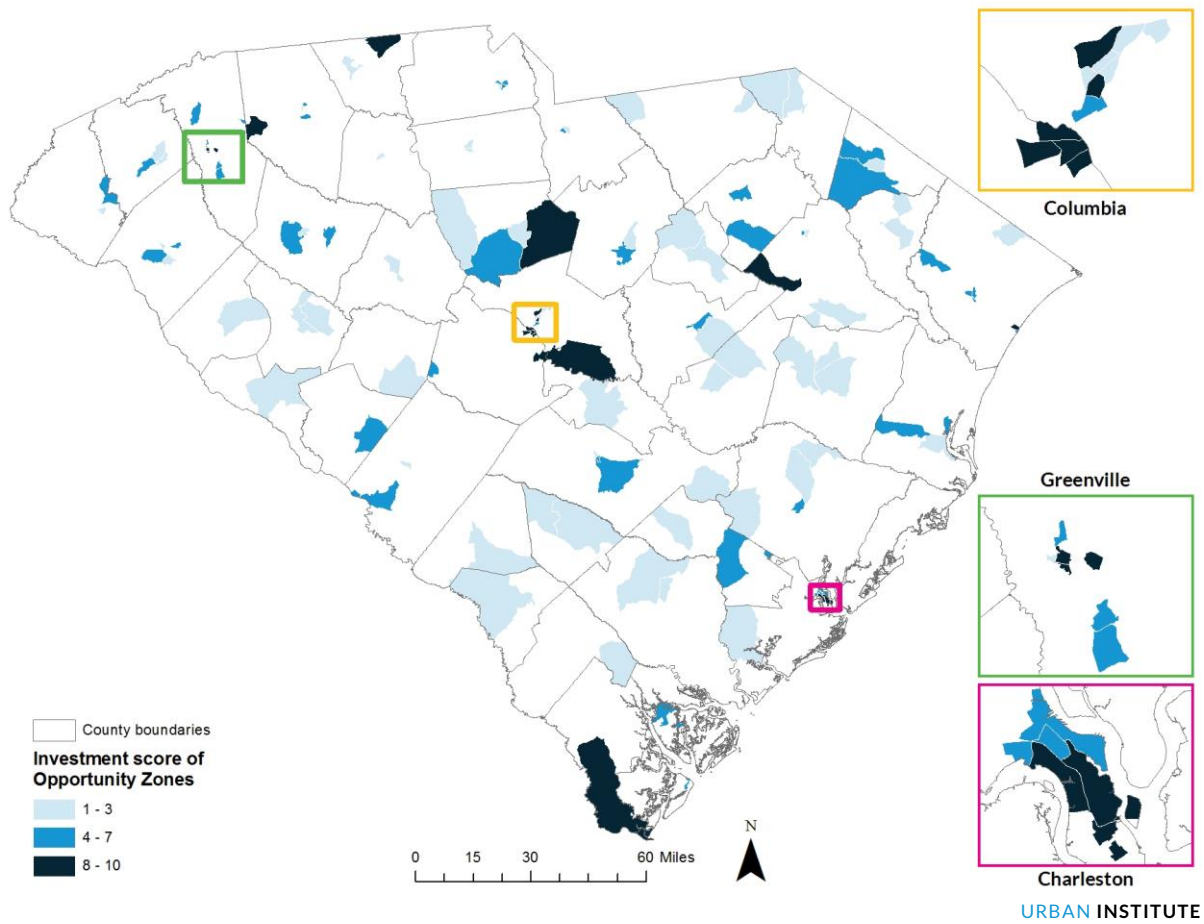 Columbia
Greenville
County boundaries
Investment score of
Opportunity Zones
1 - 3
4 - 7
8 - 10
N
0 15 30 60 Miles
Charleston
URBAN INSTITUTE